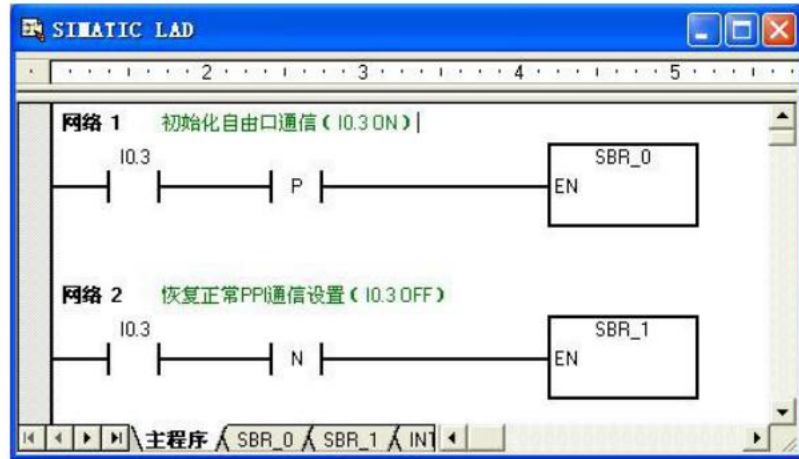 SIMATIC LAD
2 3 4 5
网络 1 初始化自由口通信（I0.3 ON）
I0.3
P
SBR_0
EN
网络 2 恢复正常PPI通信设置（I0.3 OFF）
I0.3
N
SBR_1
EN
主程序 SBR_0 SBR_1 INT